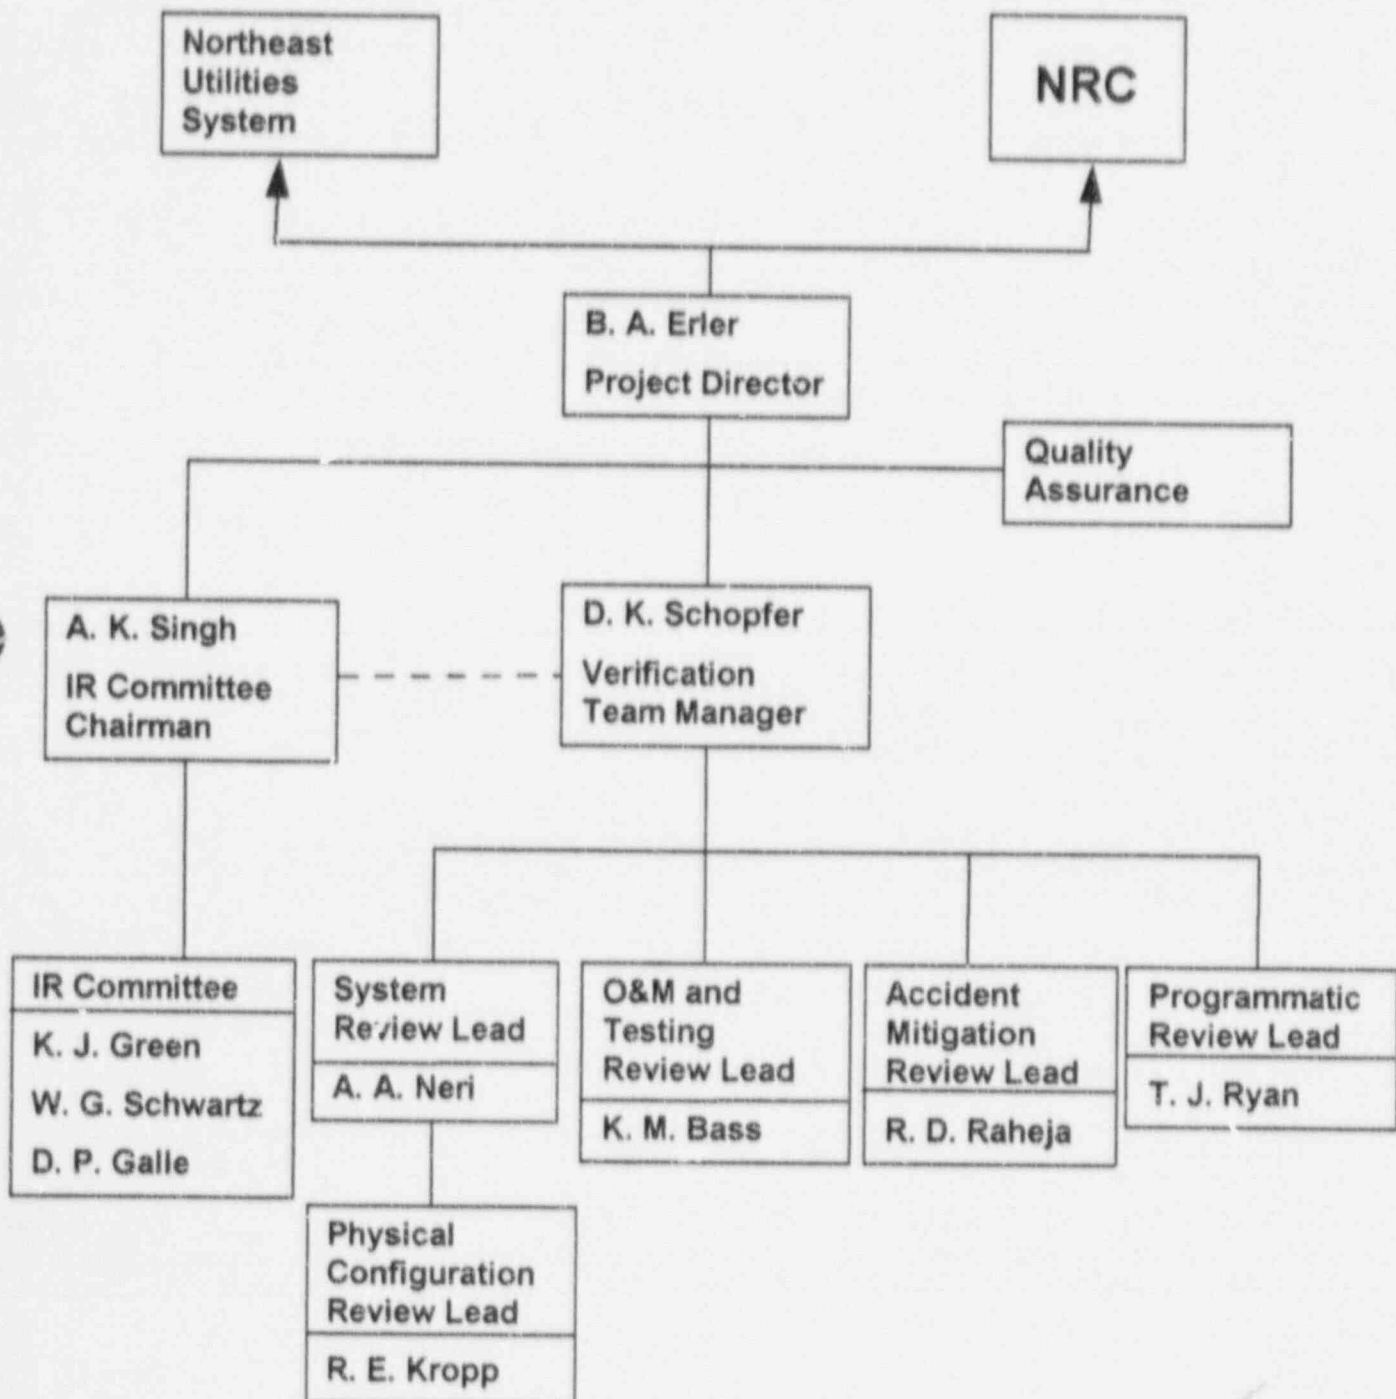 Northeast
Utilities
System
NRC
B. A. Erler
Project Director
Quality
Assurance
A. K. Singh
IR Committee
Chairman
D. K. Schopfer
Verification
Team Manager
IR Committee
K. J. Green
W. G. Schwartz
D. P. Galle
System
Review Lead
A. A. Neri
O&M and
Testing
Review Lead
K. M. Bass
Accident
Mitigation
Review Lead
R. D. Raheja
Programmatic
Review Lead
T. J. Ryan
Physical
Configuration
Review Lead
R. E. Kropp